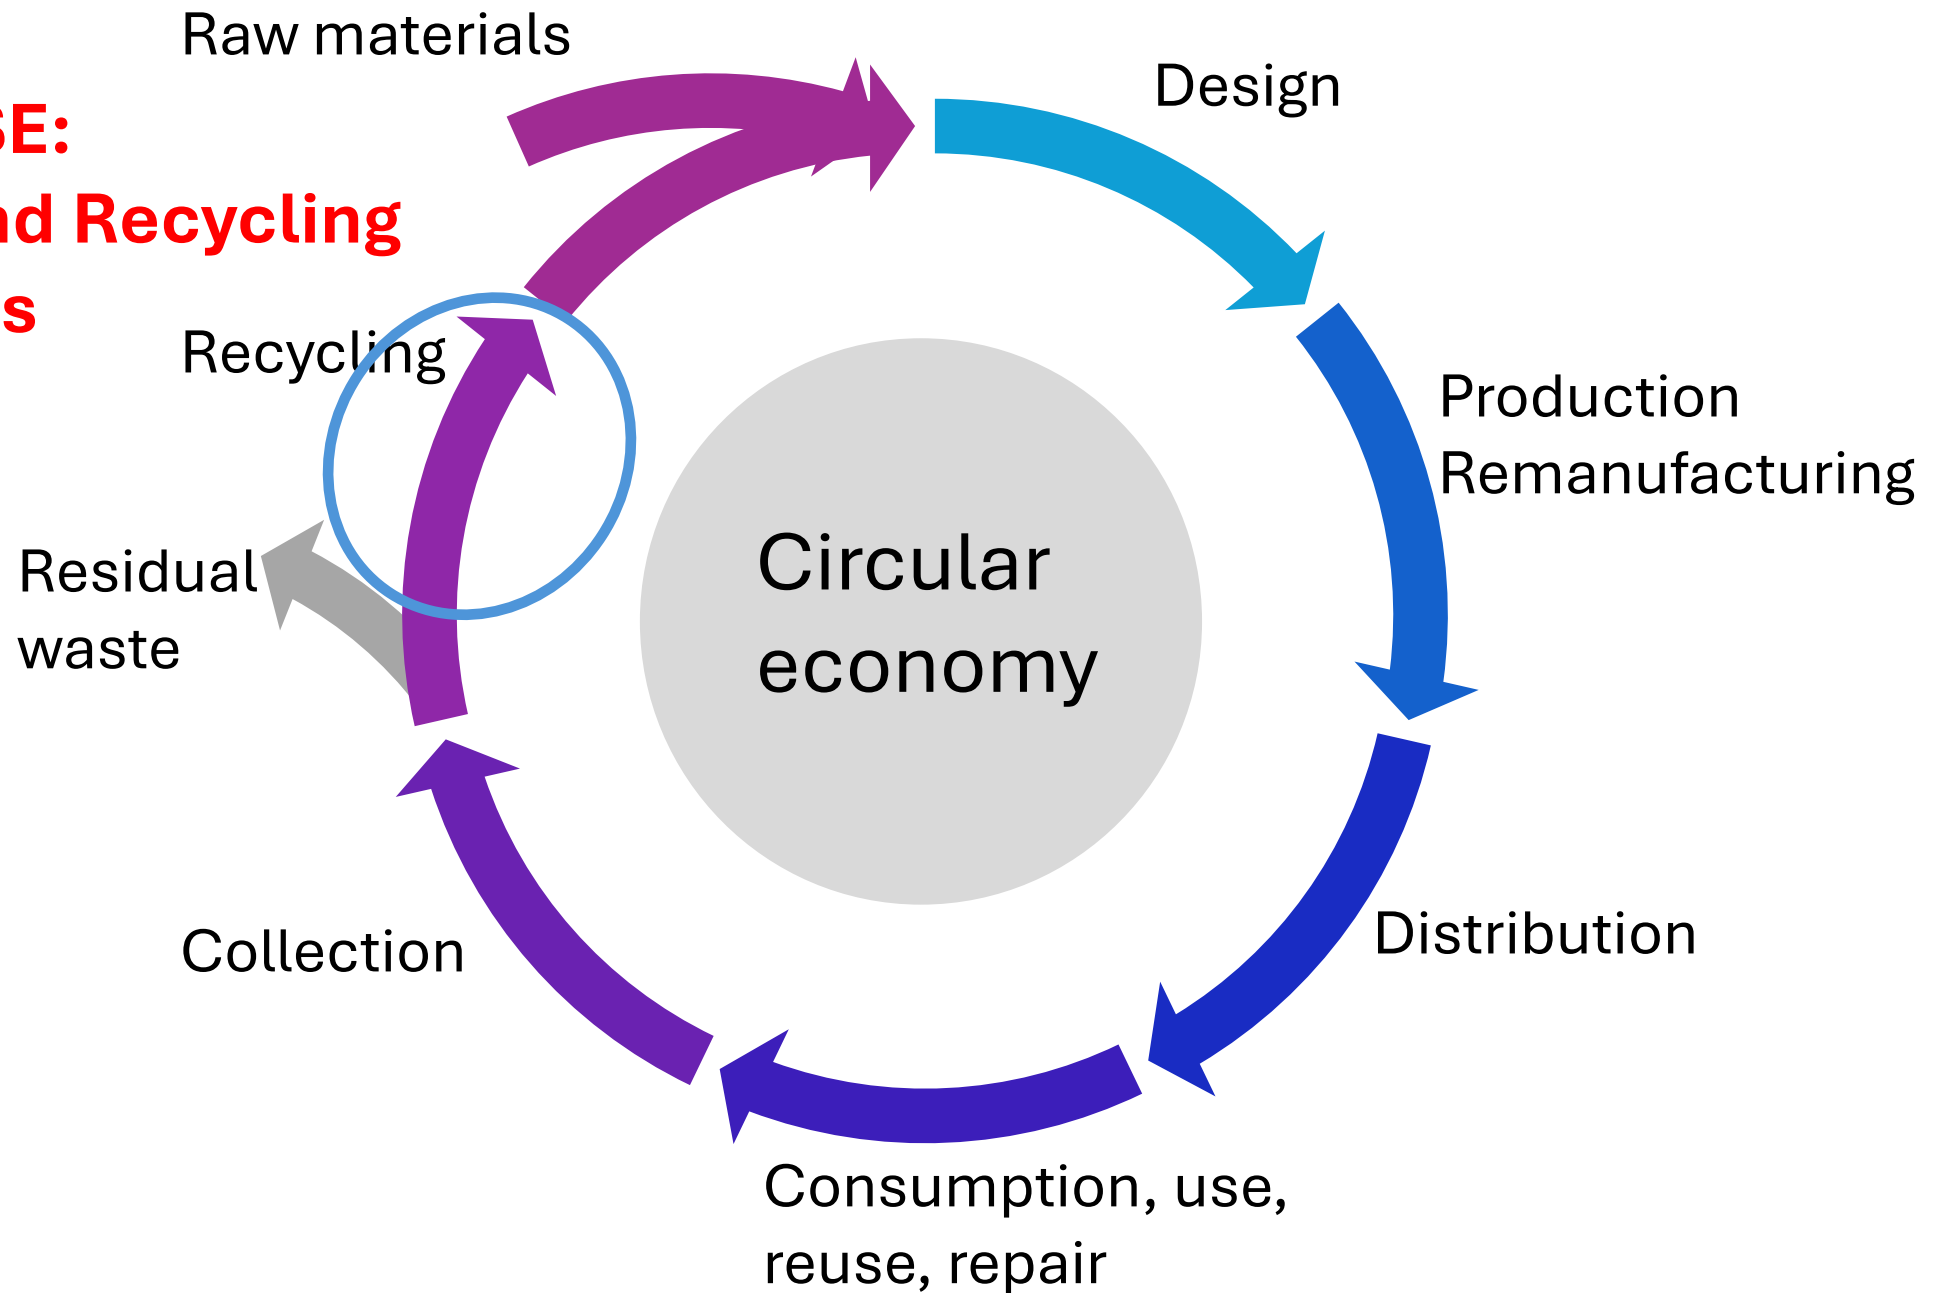 Raw materials
Design
SE:
nd Recycling
s
Recycling
Production
Remanufacturing
Circular
economy
Residual
waste
Distribution
Collection
Consumption, use,
reuse, repair